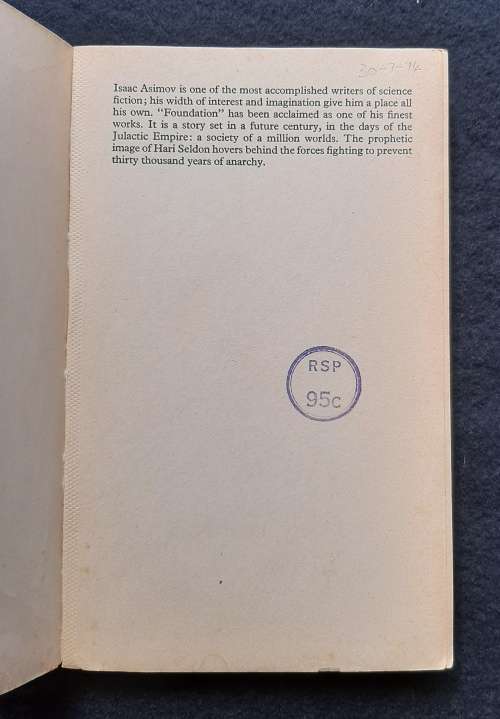 30-7-74
Isaac Asimov is one of the most accomplished writers of science
fiction; his width of interest and imagination give him a place all
his own. "Foundation" has been acclaimed as one of his finest
works. It is a story set in a future century, in the days of the
Julactic Empire: a society of a million worlds. The prophetic
image of Hari Seldon hovers behind the forces fighting to prevent
thirty thousand years of anarchy.
RSP
95c